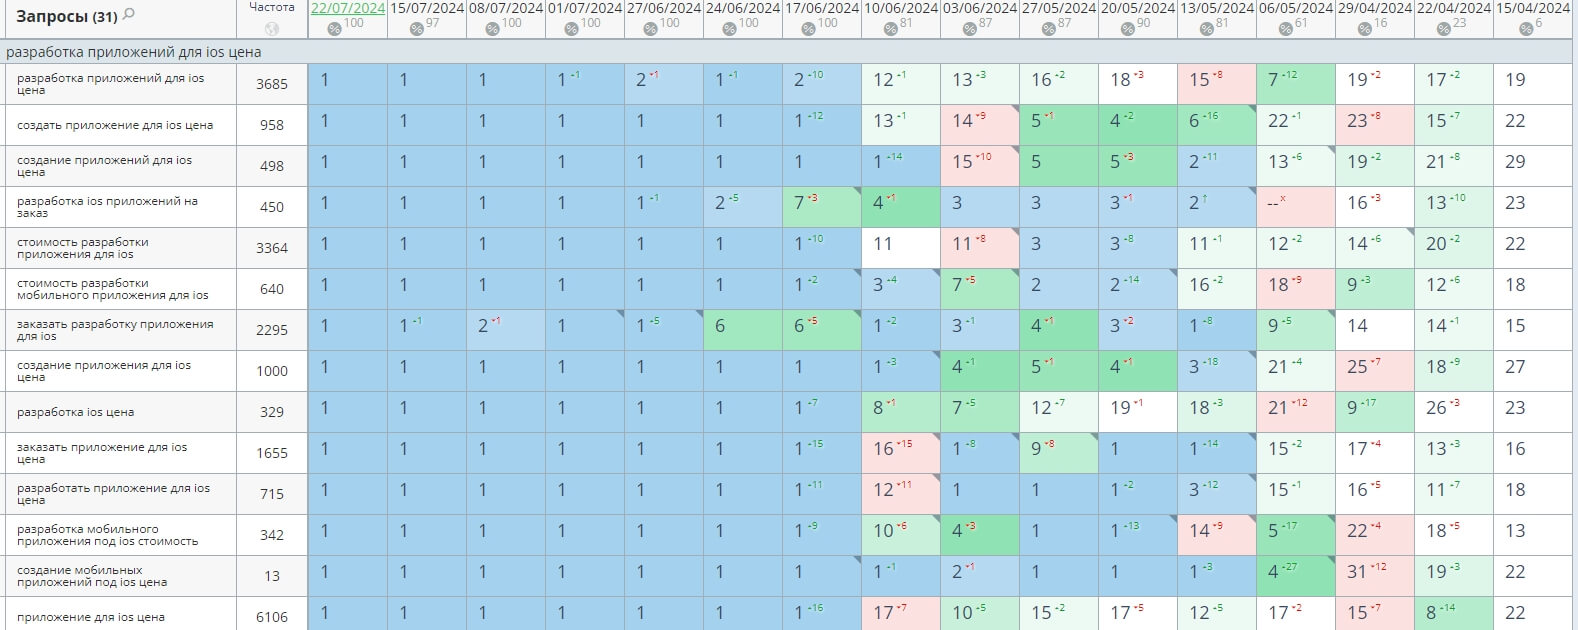 Запросы (31) Частота 22/07/2024 15/07/2024 08/07/2024 01/07/2024 27/06/2024 24/06/2024 17/06/2024 10/06/2024 03/06/2024 27/05/2024 20/05/2024 13/05/2024 06/05/2024 29/04/2024 22/04/2024 15/04/2024
% 100 % 97 % 100 % 100 % 100 % 100 % 100 % 81 % 87 % 87 % 90 % 81 % 61 % 16 % 23 % 6
разработка приложений для ios цена
разработка приложений для ios
цена
3685 1 1 1 1 +1 2 -1 1 +1 2 +10 12 +1 13 +3 16 +2 18 -3 15 -8 7 +12 19 -2 17 +2 19
создать приложение для ios цена 958 1 1 1 1 1 1 1 +12 13 +1 14 -9 5 -1 4 +2 6 +16 22 +1 23 -8 15 +7 22
создание приложений для ios
цена
498 1 1 1 1 1 1 1 1 +14 15 -10 5 5 -3 2 +11 13 +6 19 +2 21 +8 29
разработка ios приложений на
заказ
450 1 1 1 1 1 +1 2 +5 7 -3 4 -1 3 3 3 -1 2 ↑ --x 16 -3 13 +10 23
стоимость разработки
приложения для ios
3364 1 1 1 1 1 1 1 +10 11 11 -8 3 3 +8 11 +1 12 +2 14 +6 20 +2 22
стоимость разработки
мобильного приложения для ios
640 1 1 1 1 1 1 1 +2 3 +4 7 -5 2 2 +14 16 +2 18 -9 9 +3 12 +6 18
заказать разработку приложения
для ios
2295 1 1 +1 2 -1 1 1 +5 6 6 -5 1 +2 3 +1 4 -1 3 -2 1 +8 9 +5 14 14 +1 15
создание приложения для ios
цена
1000 1 1 1 1 1 1 1 1 +3 4 +1 5 -1 4 -1 3 +18 21 +4 25 -7 18 +9 27
разработка ios цена 329 1 1 1 1 1 1 1 +7 8 -1 7 +5 12 +7 19 -1 18 +3 21 -12 9 +17 26 -3 23
заказать приложение для ios
цена
1655 1 1 1 1 1 1 1 +15 16 -15 1 +8 9 -8 1 1 +14 15 +2 17 -4 13 +3 16
разработать приложение для ios
цена
715 1 1 1 1 1 1 1 +11 12 -11 1 1 1 +2 3 +12 15 +1 16 -5 11 +7 18
разработка мобильного
приложения под ios стоимость
342 1 1 1 1 1 1 1 +9 10 -6 4 -3 1 1 +13 14 -9 5 +17 22 -4 18 -5 13
создание мобильных
приложений под ios цена
13 1 1 1 1 1 1 1 1 +1 2 -1 1 1 1 +3 4 +27 31 -12 19 +3 22
приложение для ios цена 6106 1 1 1 1 1 1 1 +16 17 -7 10 +5 15 +2 17 -5 12 +5 17 -2 15 -7 8 +14 22